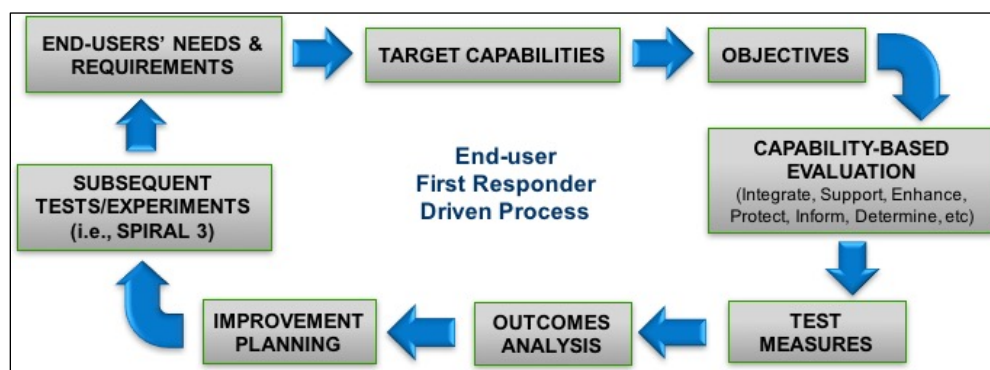 END-USERS' NEEDS &
REQUIREMENTS
TARGET CAPABILITIES
OBJECTIVES
CAPABILITY-BASED
EVALUATION
(Integrate, Support, Enhance,
Protect, Inform, Determine, etc)
TEST
MEASURES
OUTCOMES
ANALYSIS
IMPROVEMENT
PLANNING
SUBSEQUENT
TESTS/EXPERIMENTS
(i.e., SPIRAL 3)
End-user
First Responder
Driven Process